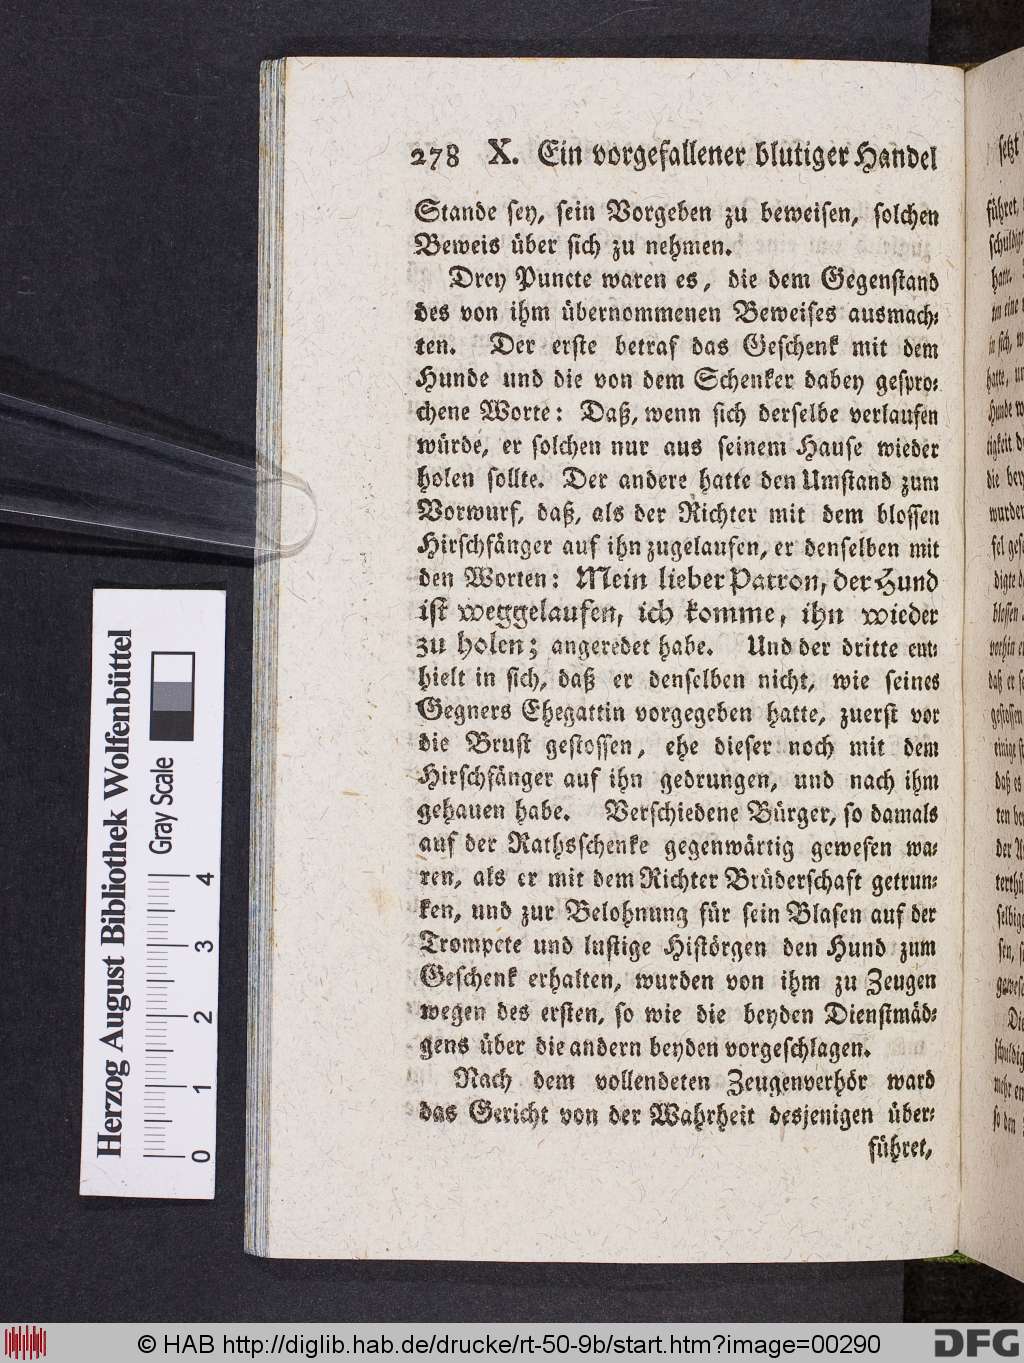 278 X. Ein vorgefallener blutiger Handel
Stande sey, sein Vorgeben zu beweisen, solchen
Beweis über sich zu nehmen.
Drey Puncte waren es, die dem Gegenstand
des von ihm übernommenen Beweises ausmach-
ten. Der erste betraf das Geschenk mit dem
Hunde und die von dem Schenker dabey gespro-
chene Worte: Daß, wenn sich derselbe verlaufen
würde, er solchen nur aus seinem Hause wieder
holen sollte. Der andere hatte den Umstand zum
Vorwurf, daß, als der Richter mit dem blossen
Hirschfänger auf ihn zugelaufen, er denselben mit
den Worten: Mein lieber Patron, der Hund
ist weggelaufen, ich komme, ihn wieder
zu holen; angeredet habe. Und der dritte ent-
hielt in sich, daß er denselben nicht, wie seines
Gegners Ehegattin vorgegeben hatte, zuerst vor
die Brust gestossen, ehe dieser noch mit dem
Hirschfänger auf ihn gedrungen, und nach ihm
gehauen habe. Verschiedene Bürger, so damals
auf der Rathsschenke gegenwärtig gewesen wa-
ren, als er mit dem Richter Brüderschaft getrun-
ken, und zur Belohnung für sein Blasen auf der
Trompete und lustige Histörgen den Hund zum
Geschenk erhalten, wurden von ihm zu Zeugen
wegen des ersten, so wie die beyden Dienstmäd-
gens über die andern beyden vorgeschlagen.
Nach dem vollendeten Zeugenverhör ward
das Gericht von der Wahrheit desjenigen über-
führet,
setzt
führet,
hatte, un
wurden
Herzog August Bibliothek Wolfenbüttel
Gray Scale
0 1 2 3 4
© HAB http://diglib.hab.de/drucke/rt-50-9b/start.htm?image=00290
DFG